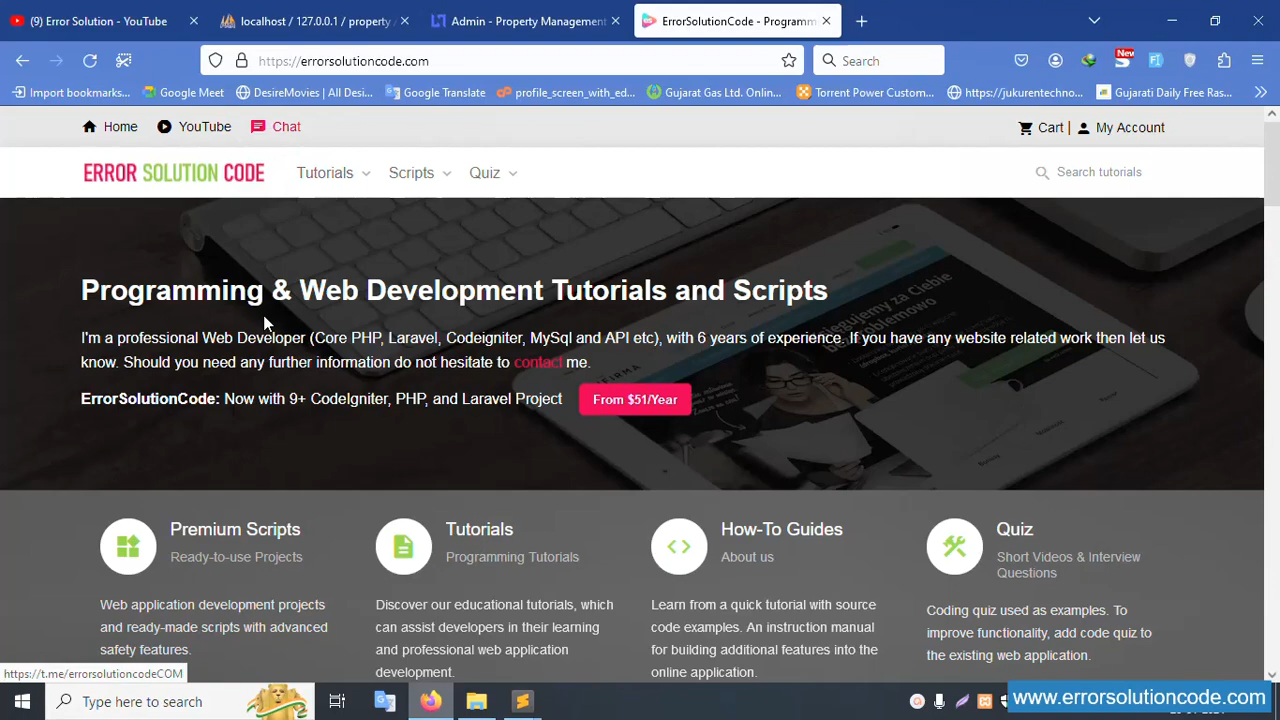 (9) Error Solution - YouTube
localhost / 127.0.0.1 / property
Admin - Property Management
ErrorSolutionCode - Programm
https://errorsolutioncode.com
Search
New
Import bookmarks...
Google Meet
DesireMovies | All Desi...
Google Translate
profile_screen_with_ed...
Gujarat Gas Ltd. Onlin...
Torrent Power Custom...
https://jukurentechno...
Gujarati Daily Free Ras...
Home
YouTube
Chat
Cart |
My Account
ERROR SOLUTION CODE
Tutorials
Scripts
Quiz
Search tutorials
Programming & Web Development Tutorials and Scripts
I'm a professional Web Developer (Core PHP, Laravel, Codeigniter, MySql and API etc), with 6 years of experience. If you have any website related work then let us
know. Should you need any further information do not hesitate to contact me.
ErrorSolutionCode: Now with 9+ CodeIgniter, PHP, and Laravel Project
From $51/Year
Premium Scripts
Ready-to-use Projects
Web application development projects
and ready-made scripts with advanced
safety features.
Tutorials
Programming Tutorials
Discover our educational tutorials, which
can assist developers in their learning
and professional web application
development.
How-To Guides
About us
Learn from a quick tutorial with source
code examples. An instruction manual
for building additional features into the
online application.
Quiz
Short Videos & Interview
Questions
Coding quiz used as examples. To
improve functionality, add code quiz to
the existing web application.
https://t.me/errorsolutioncodeCOM
Type here to search
www.errorsolutioncode.com